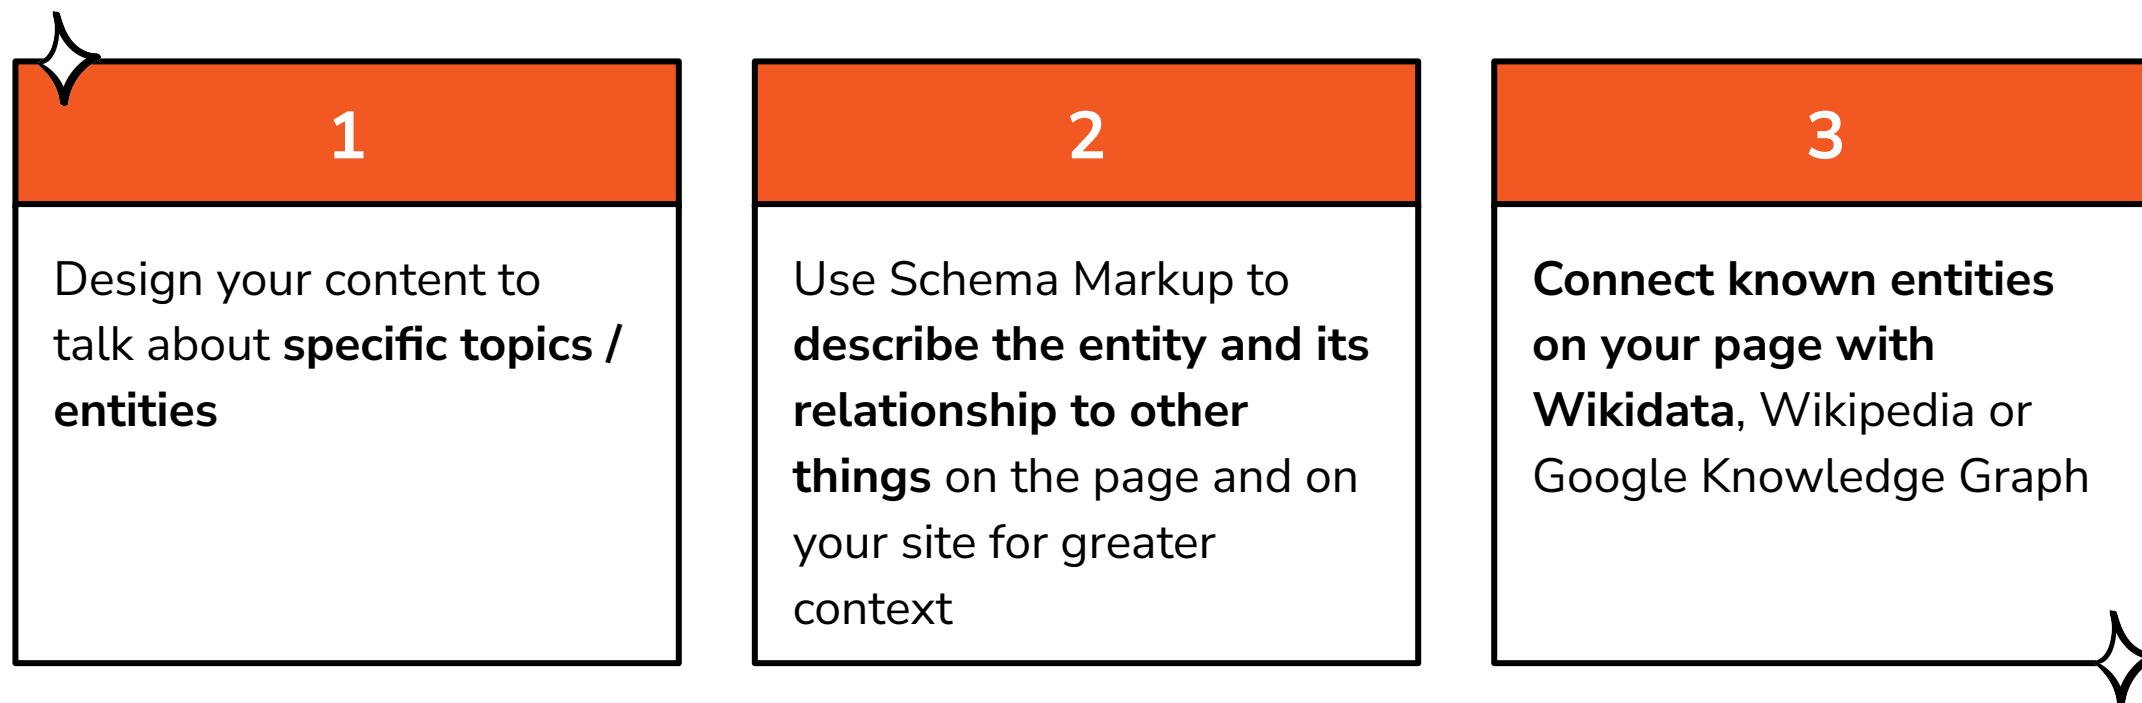 1
Design your content to
talk about specific topics /
entities
2
Use Schema Markup to
describe the entity and its
relationship to other
things on the page and on
your site for greater
context
3
Connect known entities
on your page with
Wikidata, Wikipedia or
Google Knowledge Graph